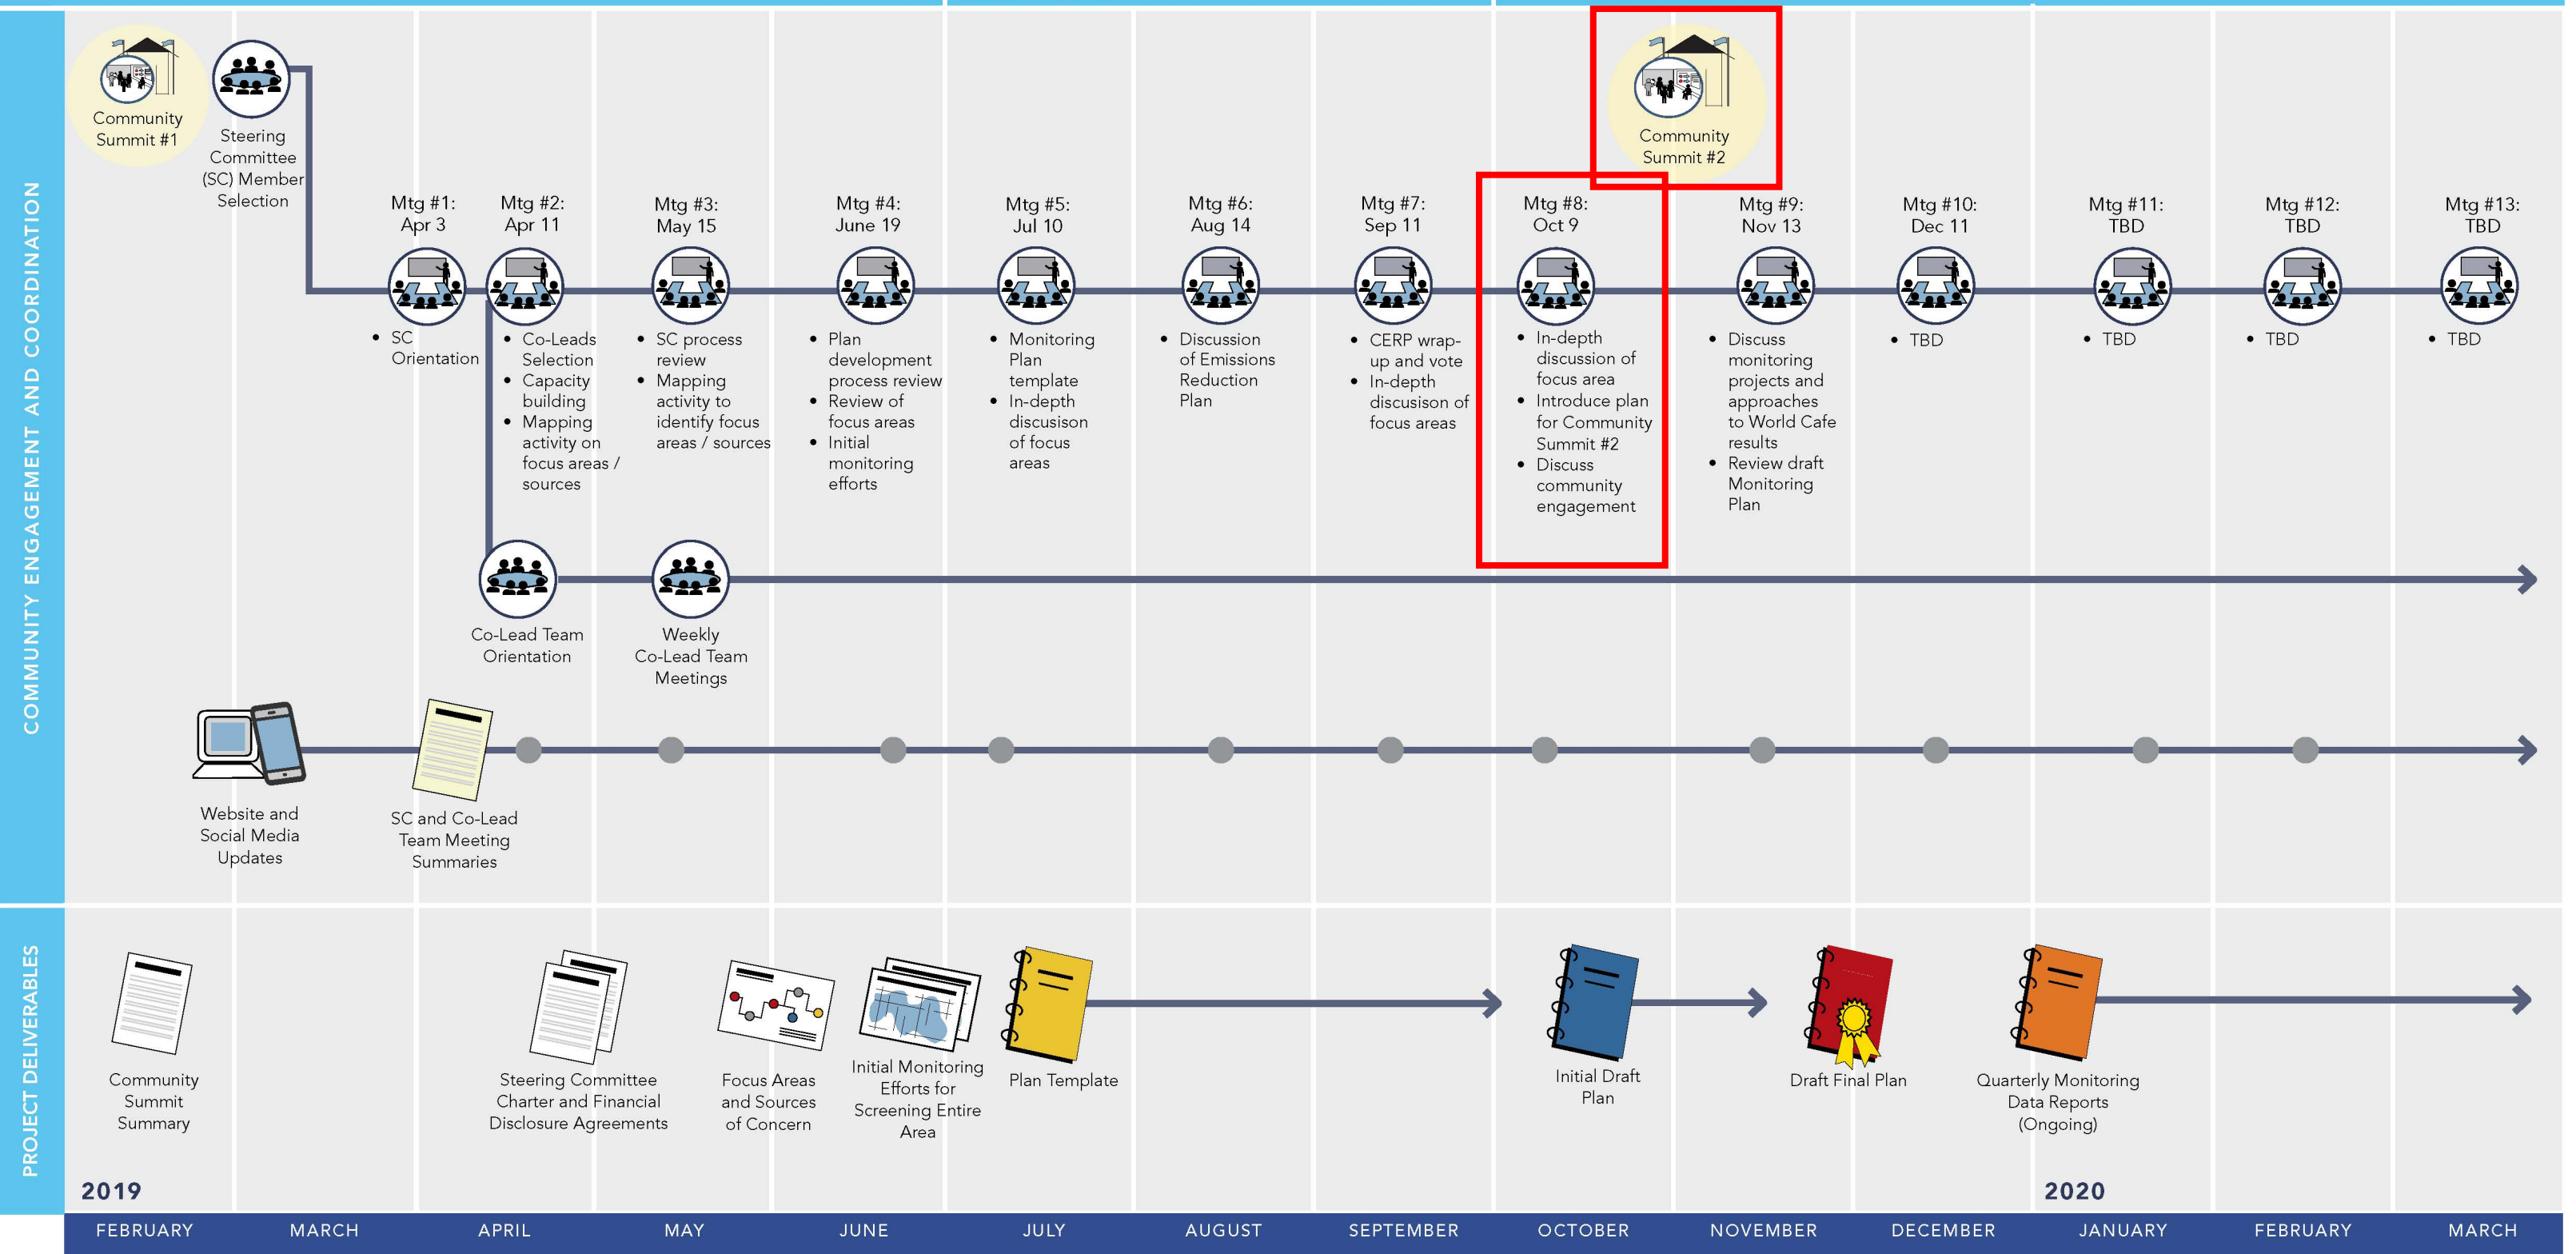 COMMUNITY ENGAGEMENT AND COORDINATION
Community
Summit #1
Steering
Committee
(SC) Member
Selection
Community
Summit #2
Mtg #1:
Apr 3
• SC
Orientation
Mtg #2:
Apr 11
• Co-Leads
Selection
• Capacity
building
• Mapping
activity on
focus areas /
sources
Mtg #3:
May 15
• SC process
review
• Mapping
activity to
identify focus
areas / sources
Mtg #4:
June 19
• Plan
development
process review
• Review of
focus areas
• Initial
monitoring
efforts
Mtg #5:
Jul 10
• Monitoring
Plan
template
• In-depth
discusison
of focus
areas
Mtg #6:
Aug 14
• Discussion
of Emissions
Reduction
Plan
Mtg #7:
Sep 11
• CERP wrap-
up and vote
• In-depth
discusison of
focus areas
Mtg #8:
Oct 9
• In-depth
discussion of
focus area
• Introduce plan
for Community
Summit #2
• Discuss
community
engagement
Mtg #9:
Nov 13
• Discuss
monitoring
projects and
approaches
to World Cafe
results
• Review draft
Monitoring
Plan
Mtg #10:
Dec 11
• TBD
Mtg #11:
TBD
• TBD
Mtg #12:
TBD
• TBD
Mtg #13:
TBD
• TBD
Co-Lead Team
Orientation
Weekly
Co-Lead Team
Meetings
Website and
Social Media
Updates
SC and Co-Lead
Team Meeting
Summaries
PROJECT DELIVERABLES
Community
Summit
Summary
Steering Committee
Charter and Financial
Disclosure Agreements
Focus Areas
and Sources
of Concern
Initial Monitoring
Efforts for
Screening Entire
Area
Plan Template
Initial Draft
Plan
Draft Final Plan
Quarterly Monitoring
Data Reports
(Ongoing)
2019
2020
FEBRUARY
MARCH
APRIL
MAY
JUNE
JULY
AUGUST
SEPTEMBER
OCTOBER
NOVEMBER
DECEMBER
JANUARY
FEBRUARY
MARCH